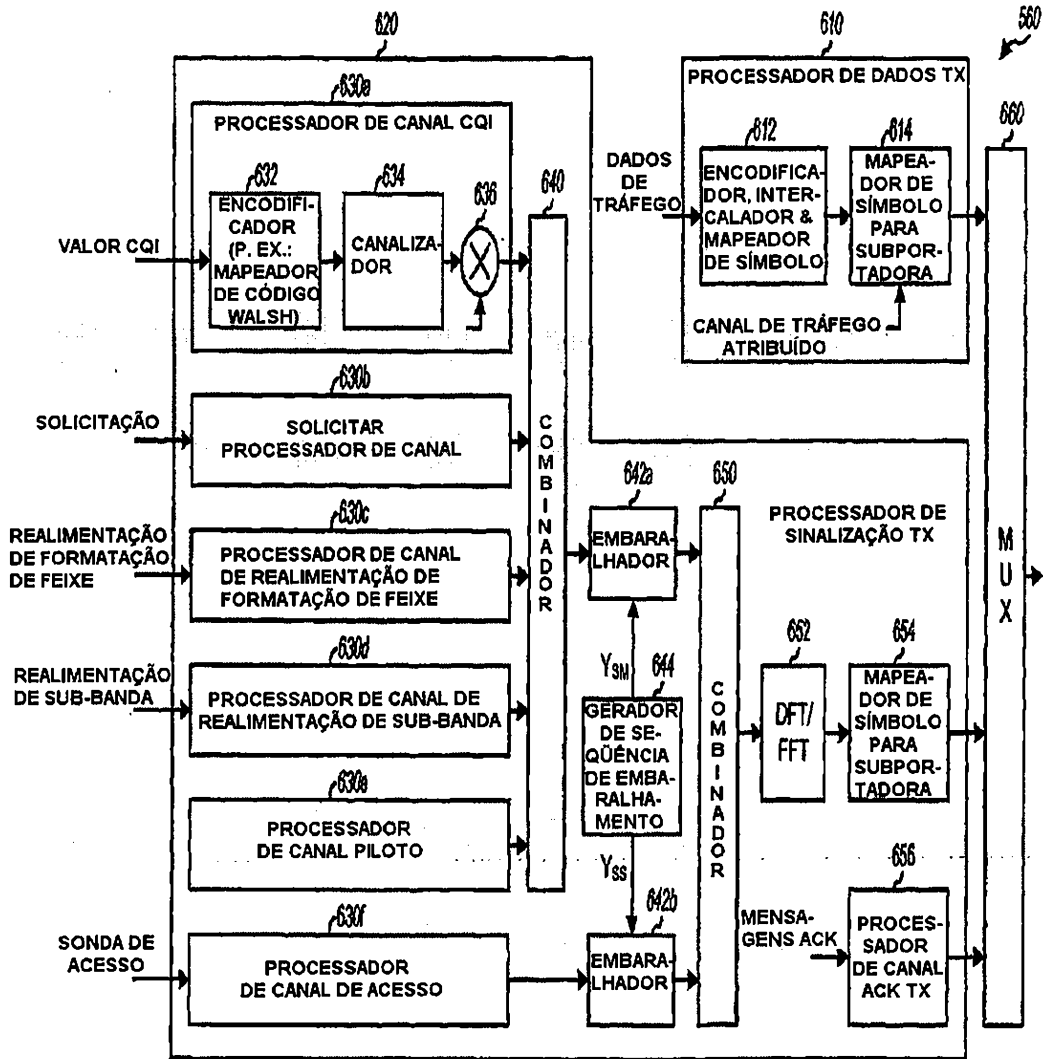 620
610
560
PROCESSADOR DE DADOS TX
630a
PROCESSADOR DE CANAL CQI
612
614
660
632
634
636
640
DADOS
DE
TRÁFEGO
ENCODIFICA-
DOR, INTER-
CALADOR &
MAPEADOR
DE SÍMBOLO
MAPEA-
DOR DE
SÍMBOLO
PARA
SUBPOR-
TADORA
VALOR CQI
ENCODIFI-
CADOR
(P. EX.:
MAPEADOR
DE CÓDIGO
WALSH)
CANALIZA-
DOR
X
CANAL DE TRÁFEGO
ATRIBUÍDO
630b
SOLICITAÇÃO
SOLICITAR
PROCESSADOR DE CANAL
COMBINADOR
642a
650
PROCESSADOR DE
SINALIZAÇÃO TX
630c
REALIMENTAÇÃO
DE FORMATAÇÃO
DE FEIXE
PROCESSADOR DE CANAL
DE REALIMENTAÇÃO DE
FORMATAÇÃO DE FEIXE
EMBARA-
LHADOR
MUX
630d
YSM
644
652
654
REALIMENTAÇÃO
DE SUB-BANDA
PROCESSADOR DE CANAL DE
REALIMENTAÇÃO DE SUB-BANDA
GERADOR
DE SE-
QÜÊNCIA
DE EMBA-
RALHA-
MENTO
COMBINADOR
DFT/
FFT
MAPEA-
DOR DE
SÍMBOLO
PARA
SUBPOR-
TADORA
630e
PROCESSADOR
DE CANAL PILOTO
YSS
642b
656
630f
SONDA DE
ACESSO
PROCESSADOR
DE CANAL DE ACESSO
EMBARA-
LHADOR
MENSA-
GENS ACK
PROCES-
SADOR
DE CANAL
ACK TX